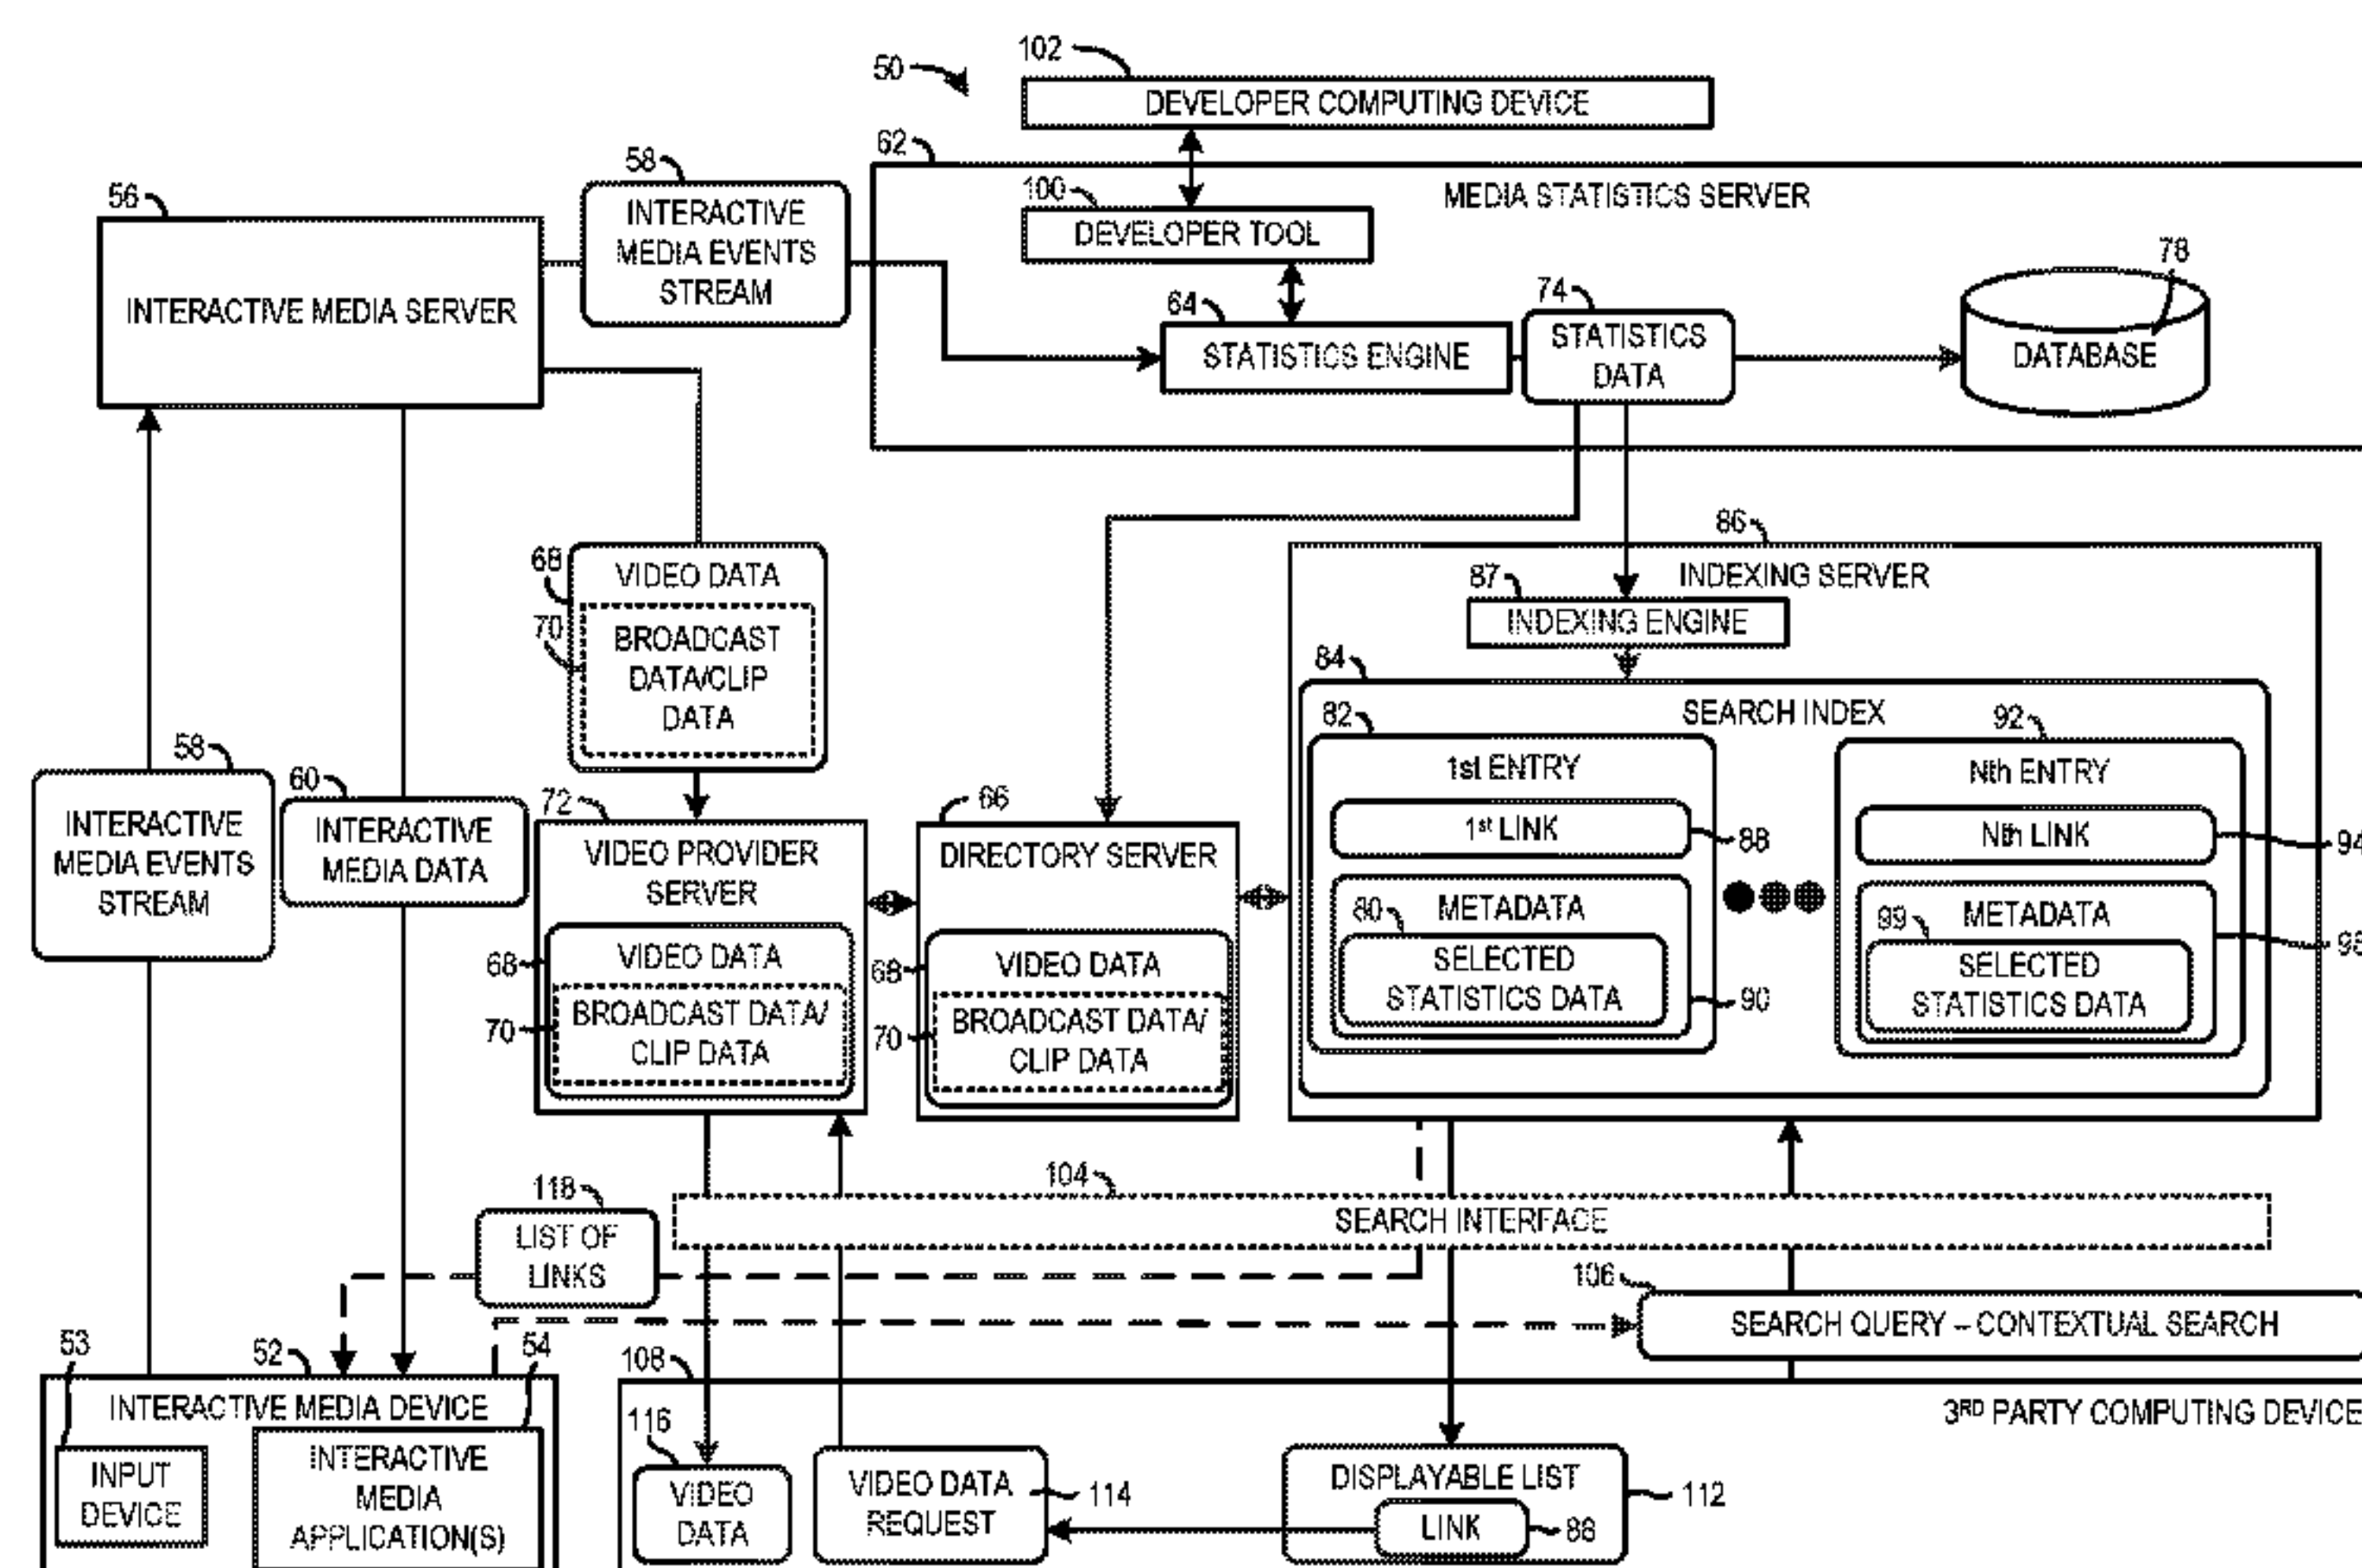 50
102
DEVELOPER COMPUTING DEVICE
62
MEDIA STATISTICS SERVER
100
DEVELOPER TOOL
56
INTERACTIVE MEDIA SERVER
58
INTERACTIVE
MEDIA EVENTS
STREAM
64
STATISTICS ENGINE
74
STATISTICS
DATA
78
DATABASE
68
VIDEO DATA
70
BROADCAST
DATA/CLIP
DATA
86
INDEXING SERVER
87
INDEXING ENGINE
84
SEARCH INDEX
82
1st ENTRY
1st LINK
88
METADATA
80
SELECTED
STATISTICS DATA
90
92
Nth ENTRY
Nth LINK
94
METADATA
99
SELECTED
STATISTICS DATA
58
INTERACTIVE
MEDIA EVENTS
STREAM
60
INTERACTIVE
MEDIA DATA
72
VIDEO PROVIDER
SERVER
68
VIDEO DATA
70
BROADCAST DATA/
CLIP DATA
66
DIRECTORY SERVER
68
VIDEO DATA
70
BROADCAST DATA/
CLIP DATA
118
LIST OF
LINKS
104
SEARCH INTERFACE
106
SEARCH QUERY – CONTEXTUAL SEARCH
53
52
54
INTERACTIVE MEDIA DEVICE
INPUT
DEVICE
INTERACTIVE
MEDIA
APPLICATION(S)
108
3RD PARTY COMPUTING DEVICE
116
VIDEO
DATA
VIDEO DATA
REQUEST
114
DISPLAYABLE LIST
LINK
88
112